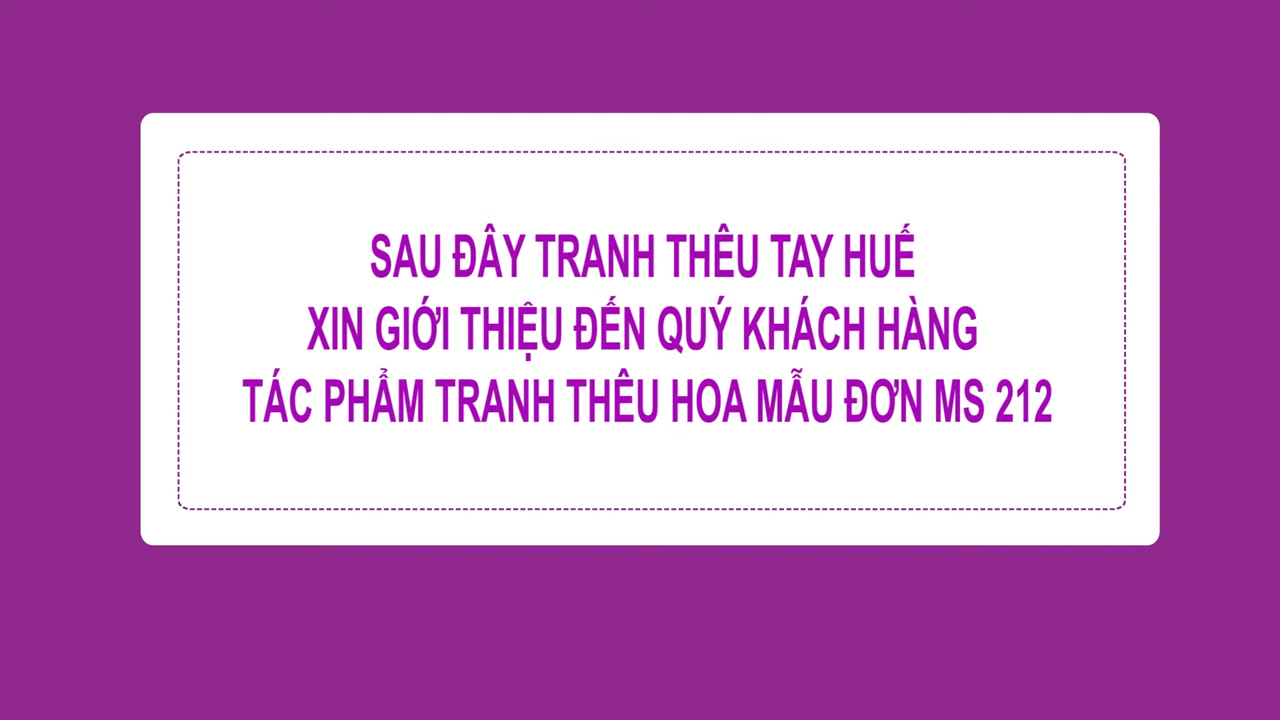 SAU ĐÂY TRANH THÊU TAY HUẾ
XIN GIỚI THIỆU ĐẾN QUÝ KHÁCH HÀNG
TÁC PHẨM TRANH THÊU HOA MẪU ĐƠN MS 212